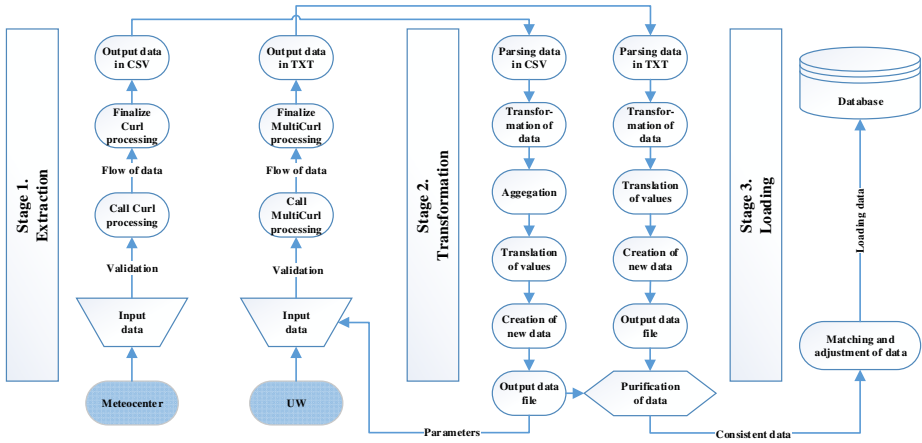 Stage 1.
Extraction
Output data
in CSV
Finalize
Curl
processing
Flow of data
Call Curl
processing
Validation
Input
data
Meteocenter
Output data
in TXT
Finalize
MultiCurl
processing
Flow of data
Call
MultiCurl
processing
Validation
Input
data
UW
Parameters
Stage 2.
Transformation
Parsing data
in CSV
Transfor-
mation of
data
Aggegation
Translation
of values
Creation of
new data
Output data
file
Parsing data
in TXT
Transfor-
mation of
data
Translation
of values
Creation of
new data
Output data
file
Purification
of data
Consistent data
Stage 3.
Loading
Database
Loading data
Matching and
adjustment of data